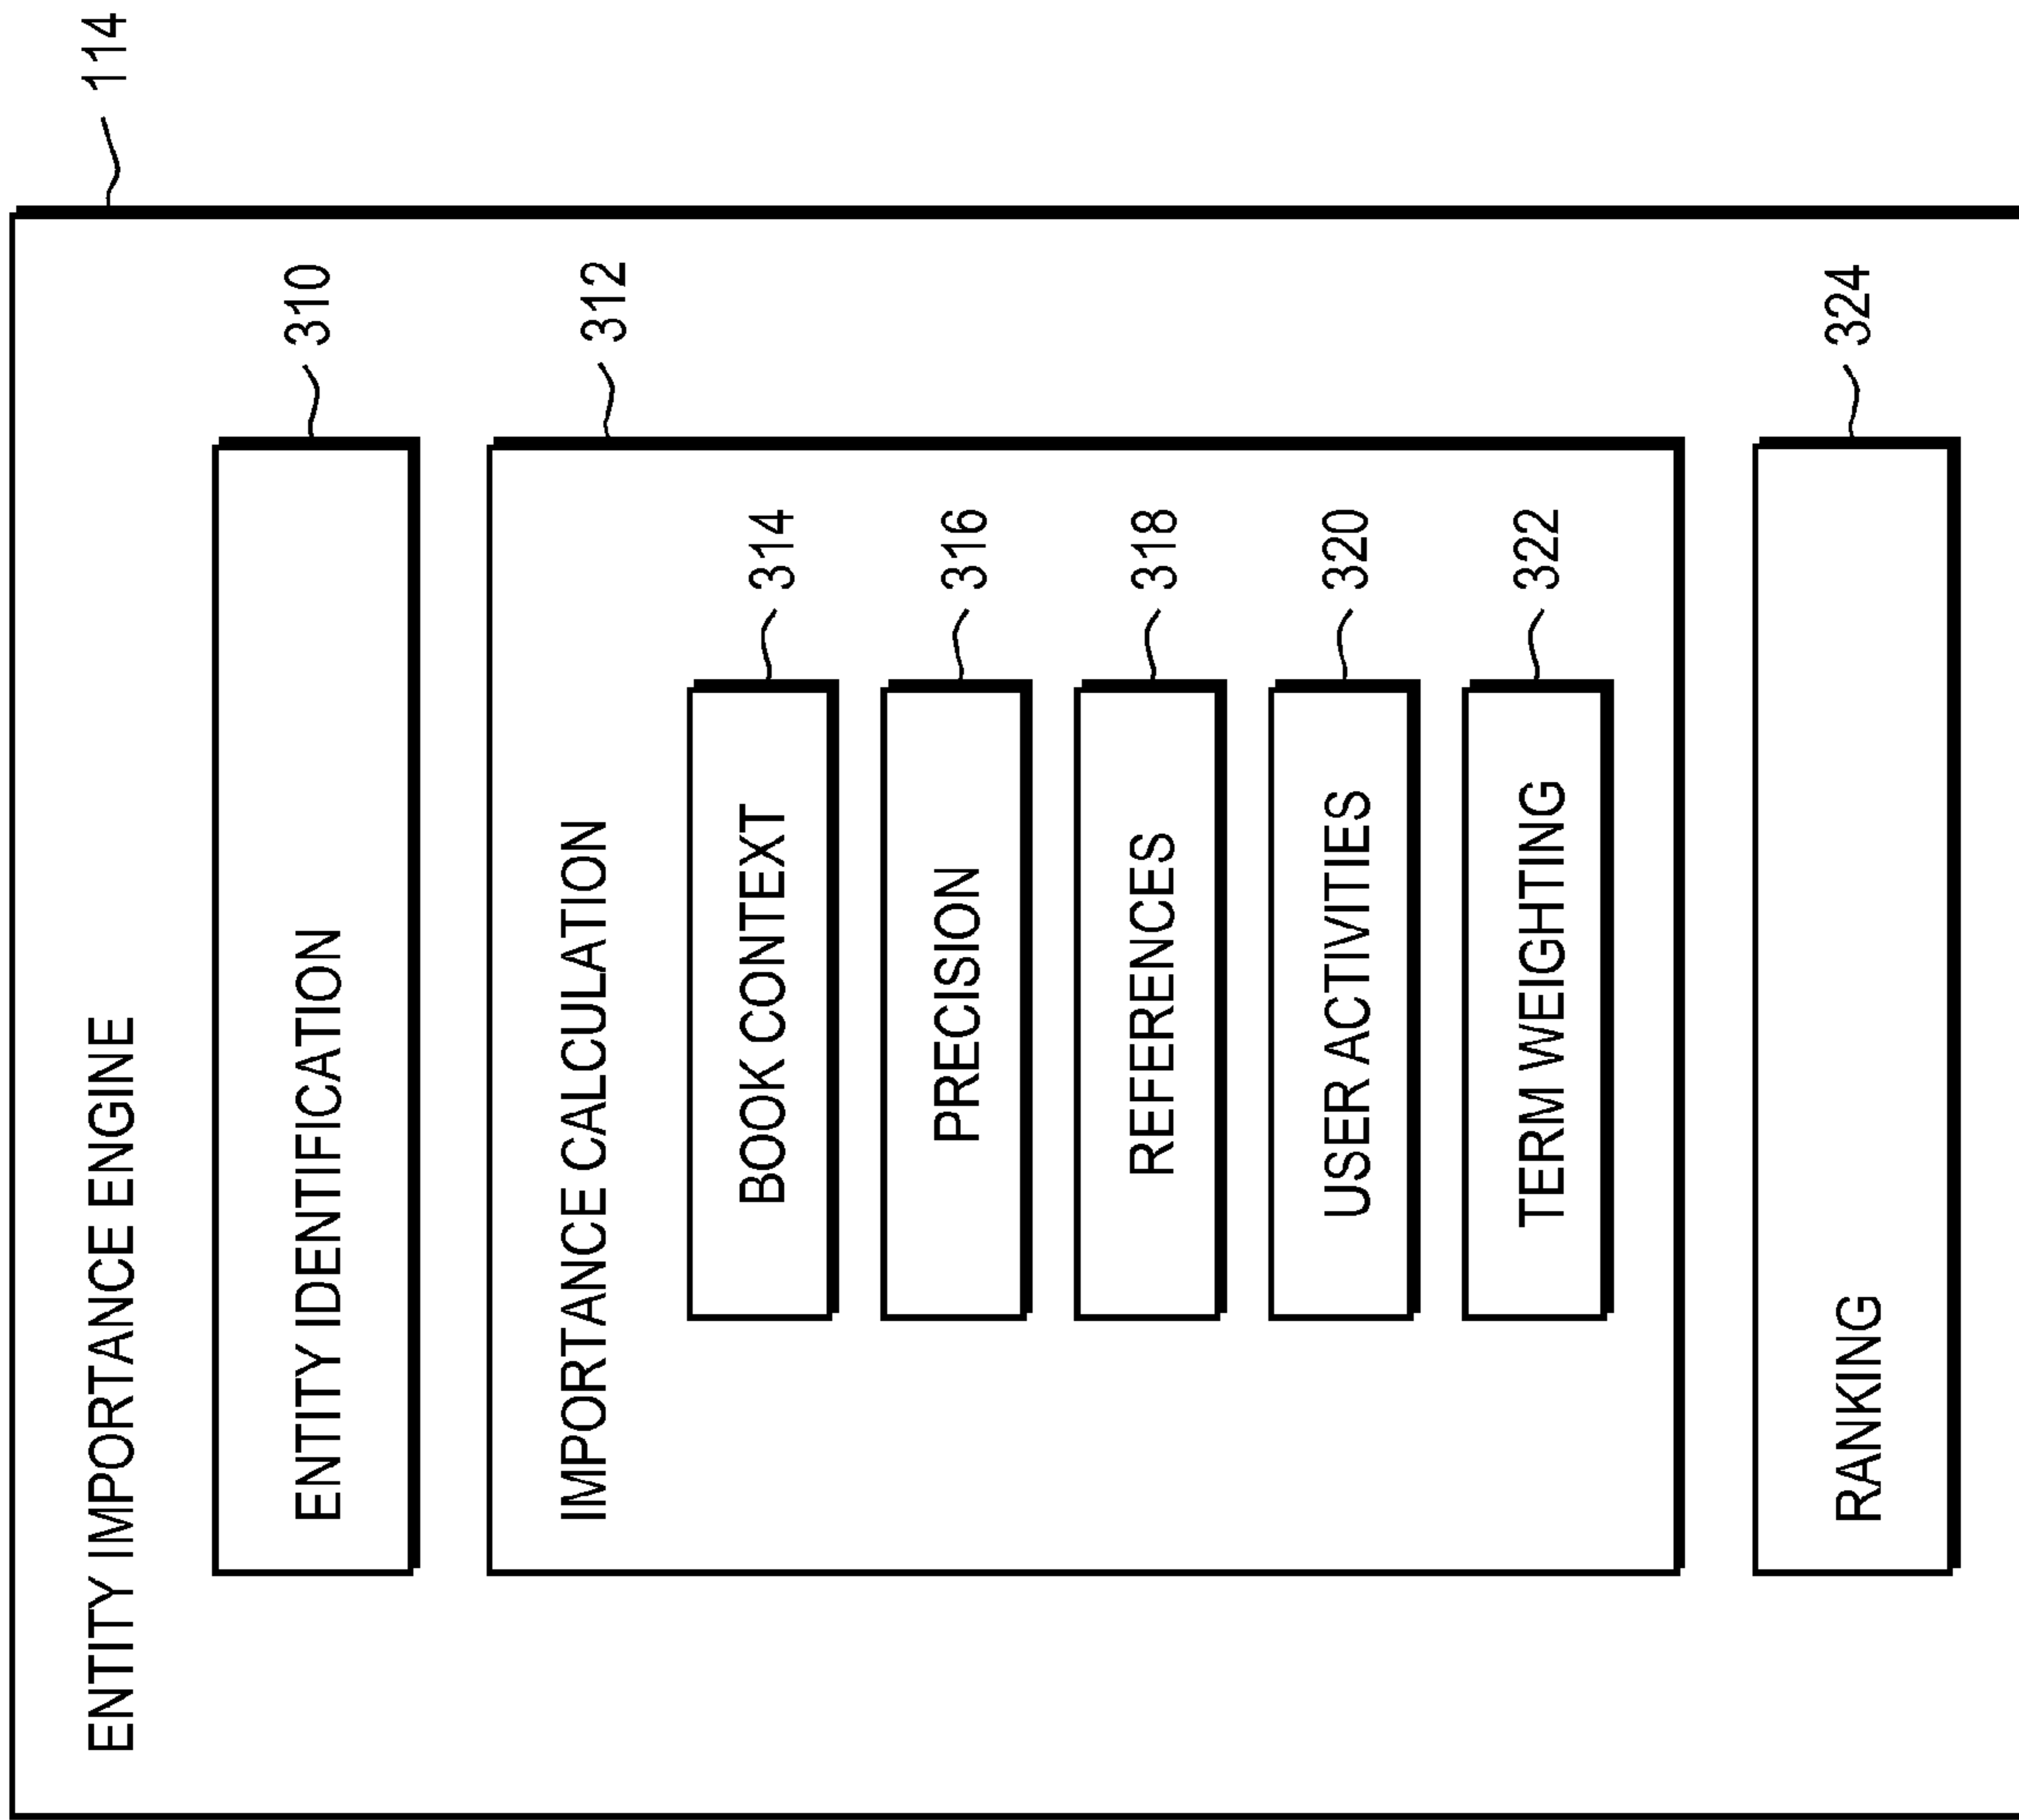 ENTITY IMPORTANCE ENGINE
114
ENTITY IDENTIFICATION
310
IMPORTANCE CALCULATION
312
BOOK CONTEXT
314
PRECISION
316
REFERENCES
318
USER ACTIVITIES
320
TERM WEIGHTING
322
RANKING
324